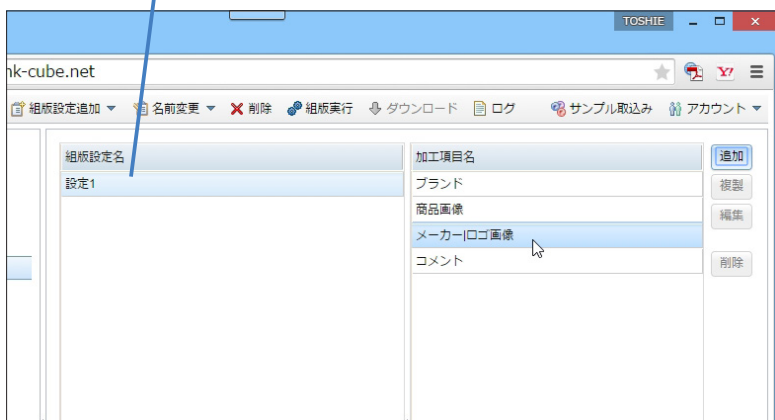 TOSHIE
nk-cube.net
組版設定追加 名前変更 削除 組版実行 ダウンロード ログ サンプル取込み アカウント
組版設定名 加工項目名 追加
設定1 ブランド 複製
商品画像 編集
メーカー|ロゴ画像
コメント 削除